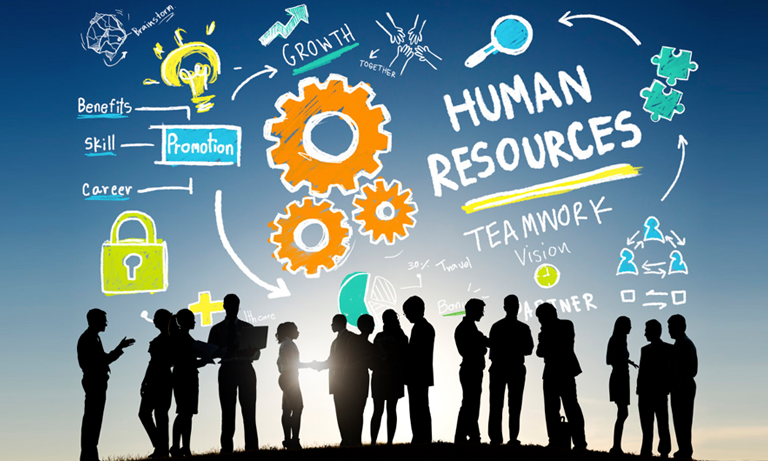 Brainstorm
GROWTH
TOGETHER
Benefits
Skill
Promotion
Career
HUMAN
RESOURCES
TEAMWORK
Vision
30%
Travel
PARTNER